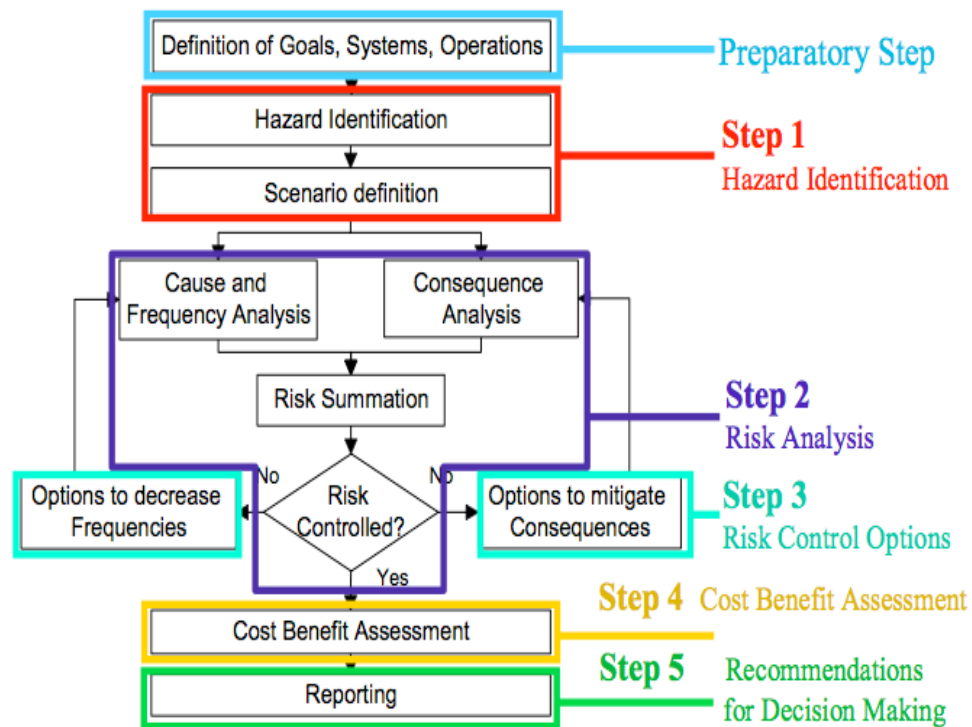 Definition of Goals, Systems, Operations
Preparatory Step
Hazard Identification
Scenario definition
Step 1
Hazard Identification
Cause and
Frequency Analysis
Consequence
Analysis
Risk Summation
Step 2
Risk Analysis
No
No
Options to decrease
Frequencies
Risk
Controlled?
Options to mitigate
Consequences
Step 3
Risk Control Options
Yes
Step 4 Cost Benefit Assessment
Cost Benefit Assessment
Reporting
Step 5 Recommendations
for Decision Making